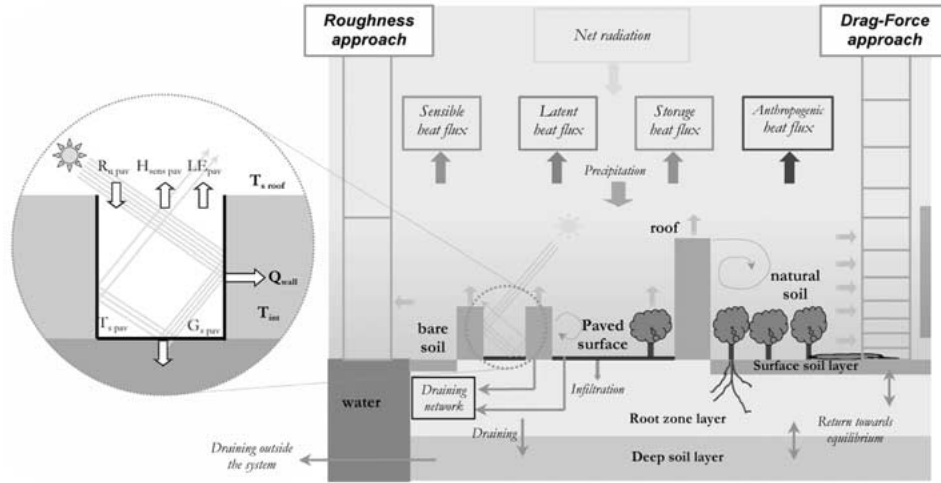 Roughness
approach
Net radiation
Drag-Force
approach
Sensible
heat flux
Latent
heat flux
Storage
heat flux
Anthropogenic
heat flux
Precipitation
R n pav
H sens pav
LE pav
T s roof
Q wall
T int
T s pav
G s pav
roof
natural
soil
bare
soil
Paved
surface
Surface soil layer
water
Draining
network
Infiltration
Root zone layer
Return towards
equilibrium
Draining
Draining outside
the system
Deep soil layer